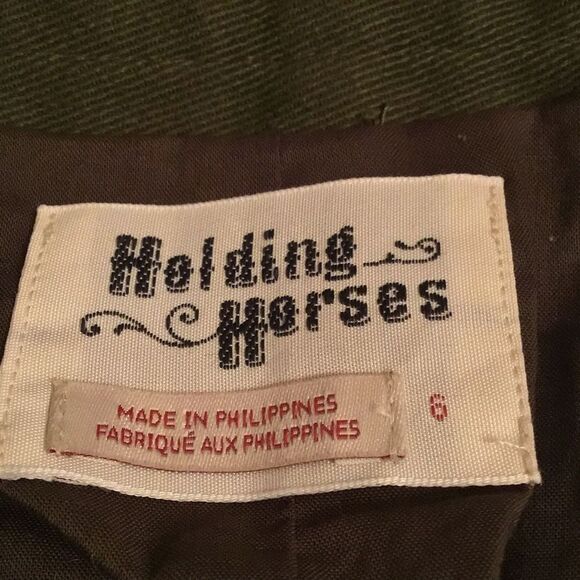 Holding
Horses
MADE IN PHILIPPINES
FABRIQUÉ AUX PHILIPPINES
6